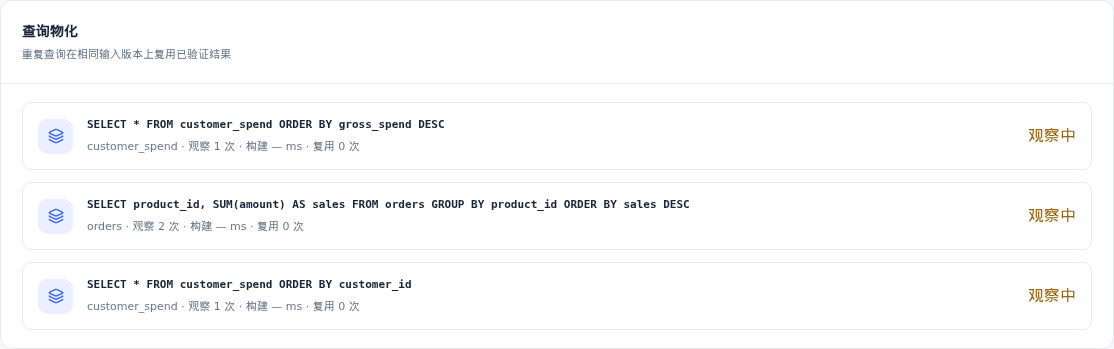 查询物化
重复查询在相同输入版本上复用已验证结果
SELECT * FROM customer_spend ORDER BY gross_spend DESC
customer_spend · 观察 1 次 · 构建 — ms · 复用 0 次
观察中
SELECT product_id, SUM(amount) AS sales FROM orders GROUP BY product_id ORDER BY sales DESC
orders · 观察 2 次 · 构建 — ms · 复用 0 次
观察中
SELECT * FROM customer_spend ORDER BY customer_id
customer_spend · 观察 1 次 · 构建 — ms · 复用 0 次
观察中